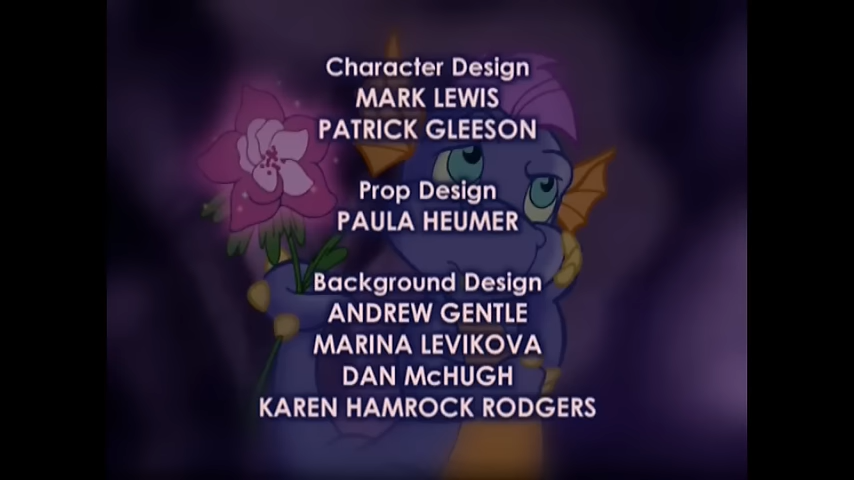 Character Design
MARK LEWIS
PATRICK GLEESON
Prop Design
PAULA HEUMER
Background Design
ANDREW GENTLE
MARINA LEVIKOVA
DAN McHUGH
KAREN HAMROCK RODGERS